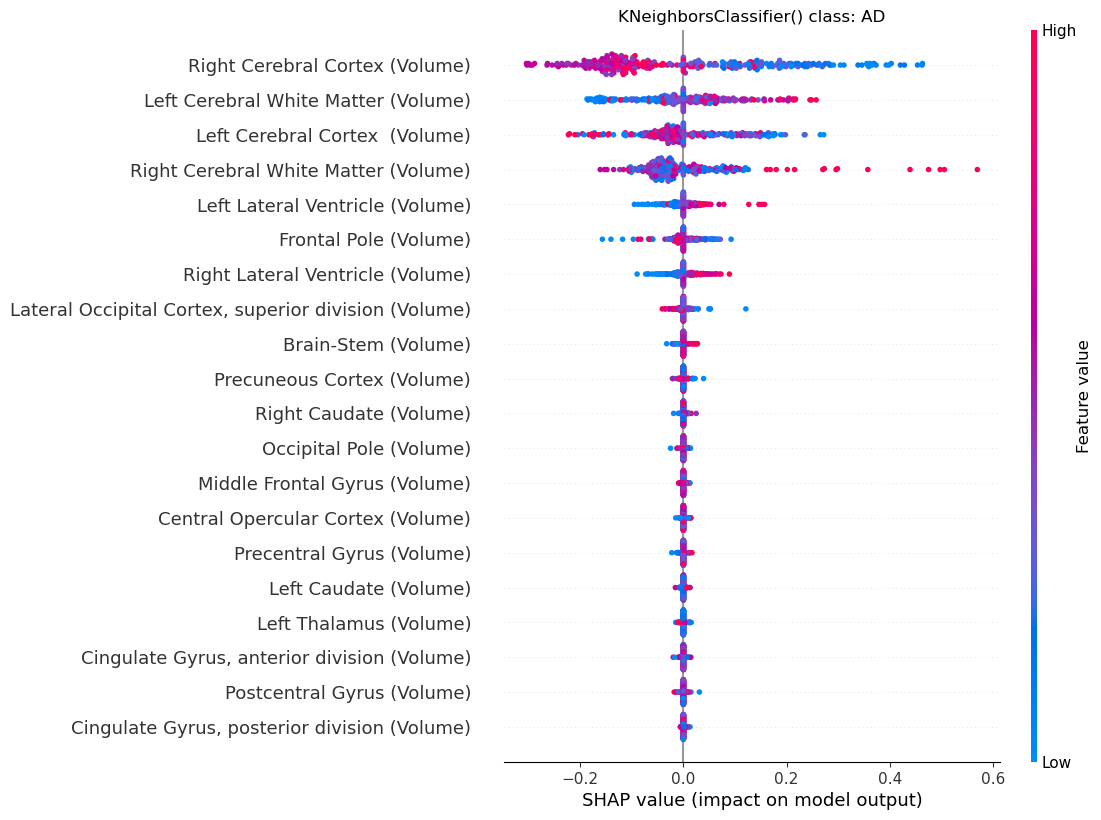 KNeighborsClassifier() class: AD
High
Right Cerebral Cortex (Volume)
Left Cerebral White Matter (Volume)
Left Cerebral Cortex  (Volume)
Right Cerebral White Matter (Volume)
Left Lateral Ventricle (Volume)
Frontal Pole (Volume)
Right Lateral Ventricle (Volume)
Lateral Occipital Cortex, superior division (Volume)
Brain-Stem (Volume)
Precuneous Cortex (Volume)
Right Caudate (Volume)
Occipital Pole (Volume)
Middle Frontal Gyrus (Volume)
Central Opercular Cortex (Volume)
Precentral Gyrus (Volume)
Left Caudate (Volume)
Left Thalamus (Volume)
Cingulate Gyrus, anterior division (Volume)
Postcentral Gyrus (Volume)
Cingulate Gyrus, posterior division (Volume)
Feature value
Low
−0.2 0.0 0.2 0.4 0.6
SHAP value (impact on model output)